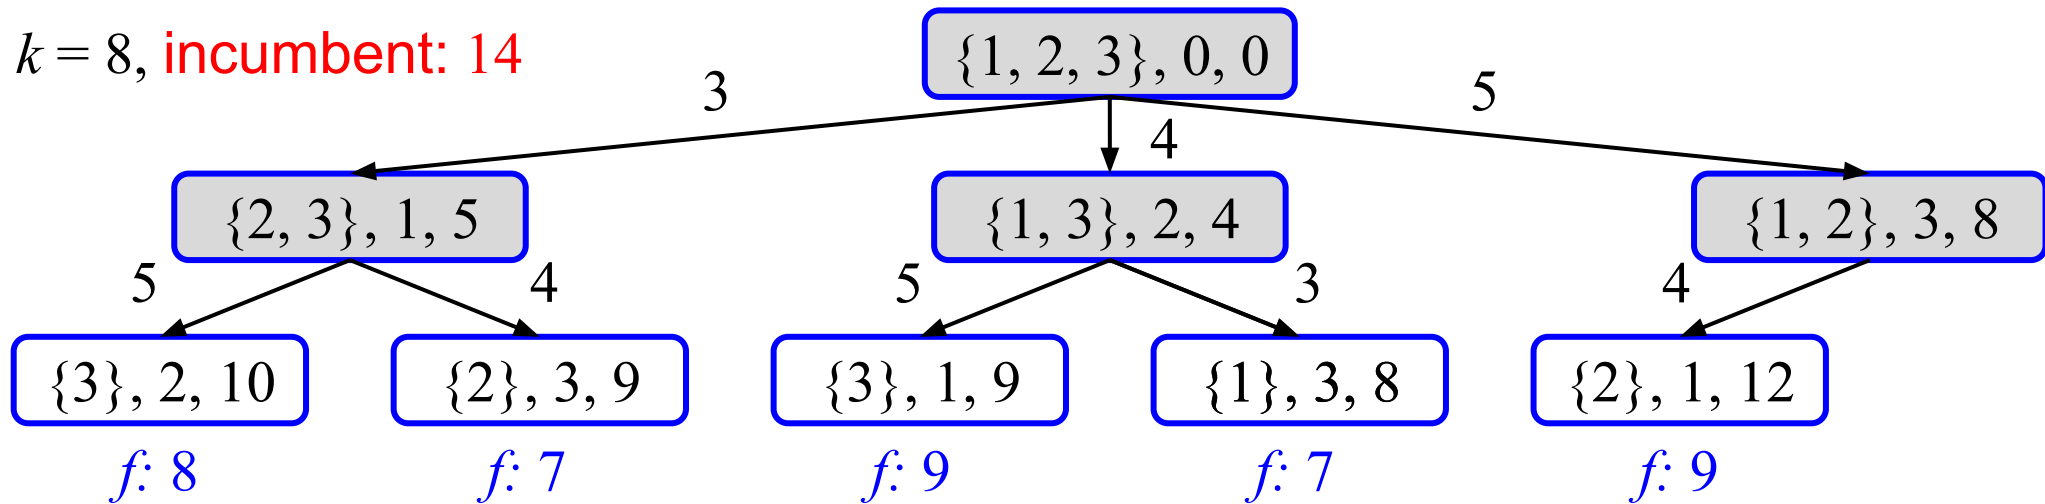 k = 8, incumbent: 14
{1, 2, 3}, 0, 0
3
4
5
{2, 3}, 1, 5
{1, 3}, 2, 4
{1, 2}, 3, 8
5
4
5
3
4
{3}, 2, 10
{2}, 3, 9
{3}, 1, 9
{1}, 3, 8
{2}, 1, 12
f: 8
f: 7
f: 9
f: 7
f: 9